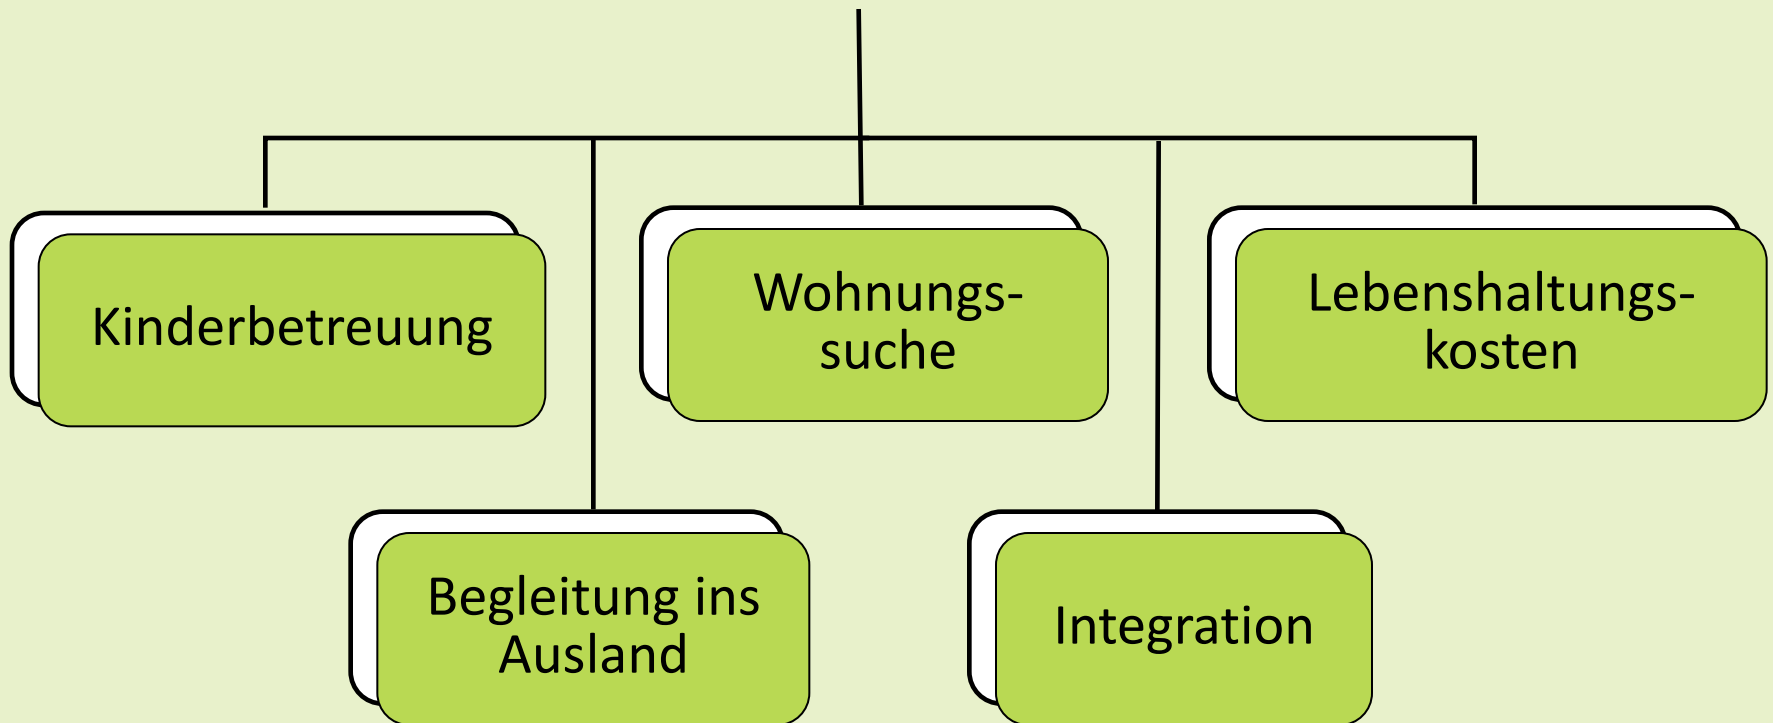 Kinderbetreuung
Wohnungs-
suche
Lebenshaltungs-
kosten
Begleitung ins
Ausland
Integration